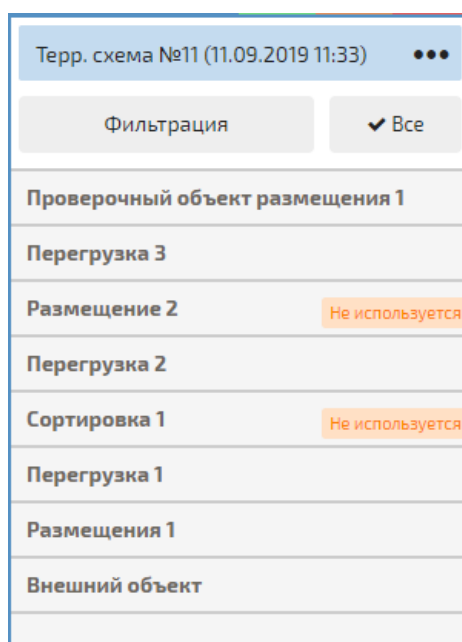 Терр. схема №11 (11.09.2019 11:33) •••
Фильтрация ✔ Все
Проверочный объект размещения 1
Перегрузка 3
Размещение 2 Не используется
Перегрузка 2
Сортировка 1 Не используется
Перегрузка 1
Размещения 1
Внешний объект